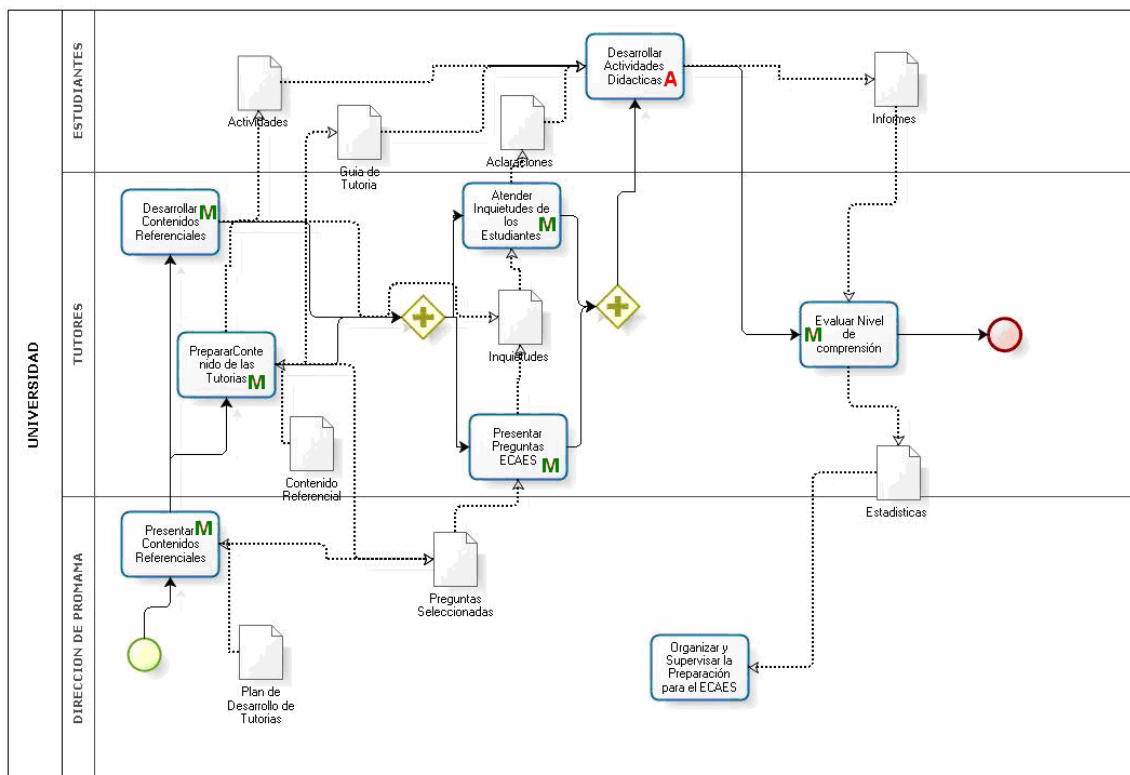 UNIVERSIDAD
ESTUDIANTES
Desarrollar
Actividades
Didacticas
A
Actividades
Informes
Guia de
Tutoria
Aclaraciones
TUTORES
Desarrollar
Contenidos
Referenciales
M
Atender
Inquietudes de
los
Estudiantes
M
Inquietudes
PrepararConte
nido de las
Tutorias
M
Evaluar Nivel
de
comprensión
M
Presentar
Preguntas
ECAES
M
Contenido
Referencial
Estadisticas
DIRECCION DE PROMAMA
Presentar
Contenidos
Referenciales
M
Preguntas
Seleccionadas
Plan de
Desarrollo de
Tutorias
Organizar y
Supervisar la
Preparación
para el ECAES